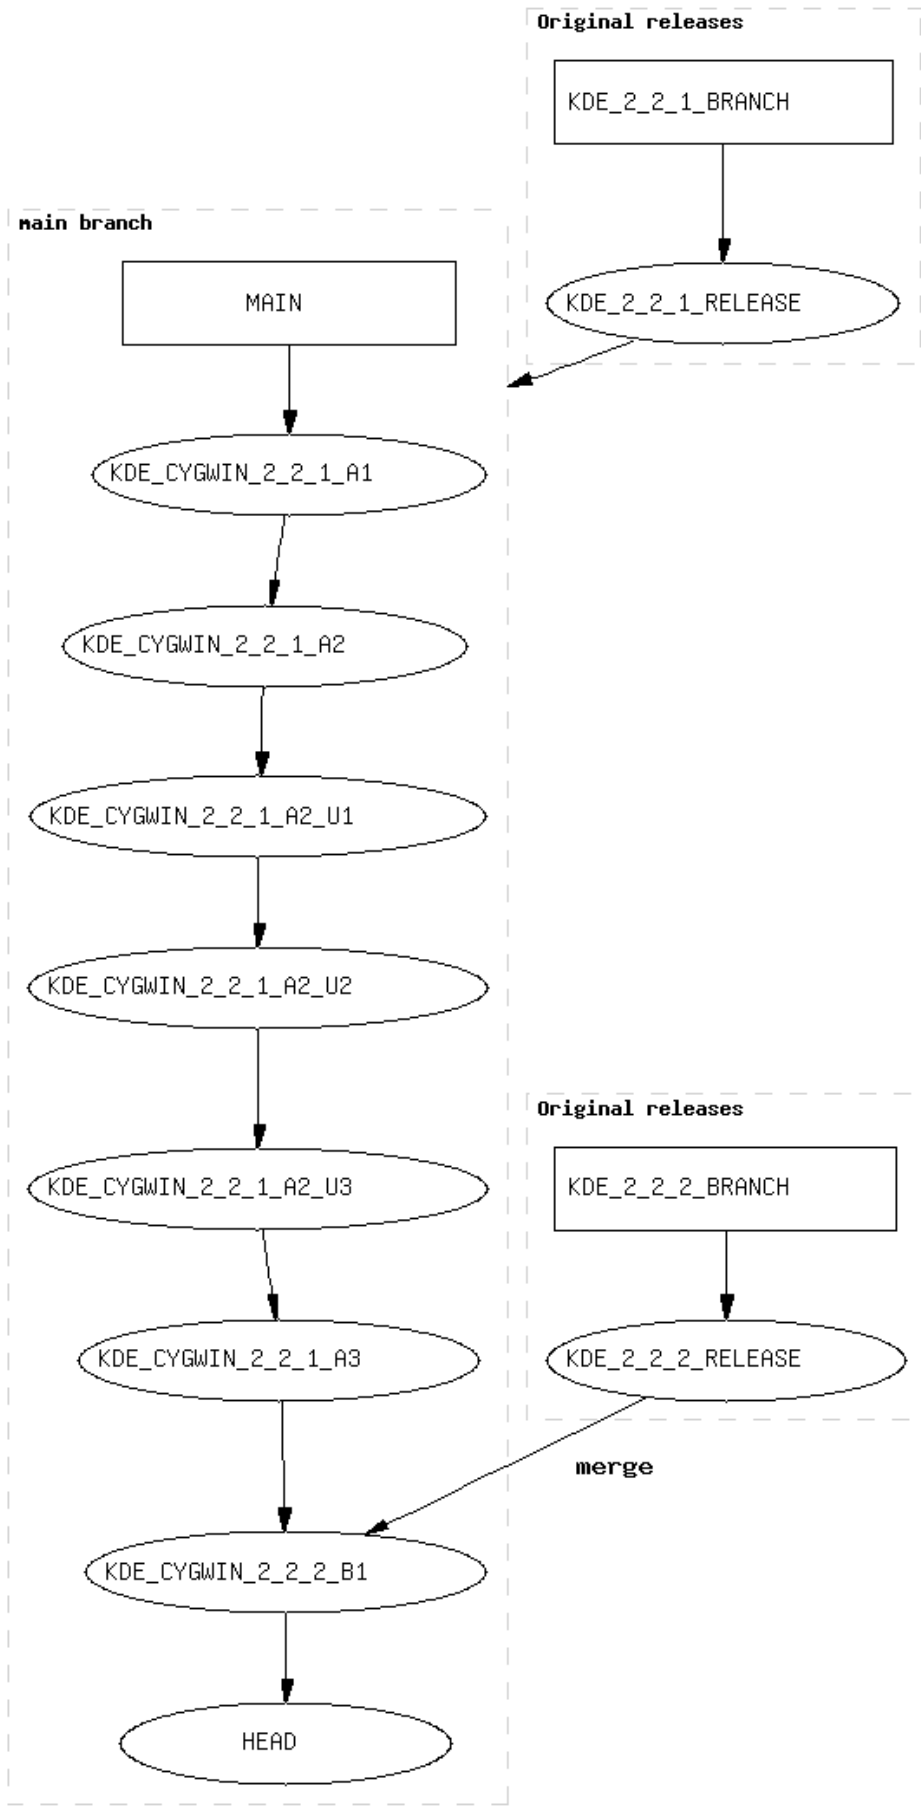 Original releases
KDE_2_2_1_BRANCH
main branch
MAIN
KDE_2_2_1_RELEASE
KDE_CYGWIN_2_2_1_A1
KDE_CYGWIN_2_2_1_A2
KDE_CYGWIN_2_2_1_A2_U1
KDE_CYGWIN_2_2_1_A2_U2
Original releases
KDE_CYGWIN_2_2_1_A2_U3
KDE_2_2_2_BRANCH
KDE_CYGWIN_2_2_1_A3
KDE_2_2_2_RELEASE
merge
KDE_CYGWIN_2_2_2_B1
HEAD